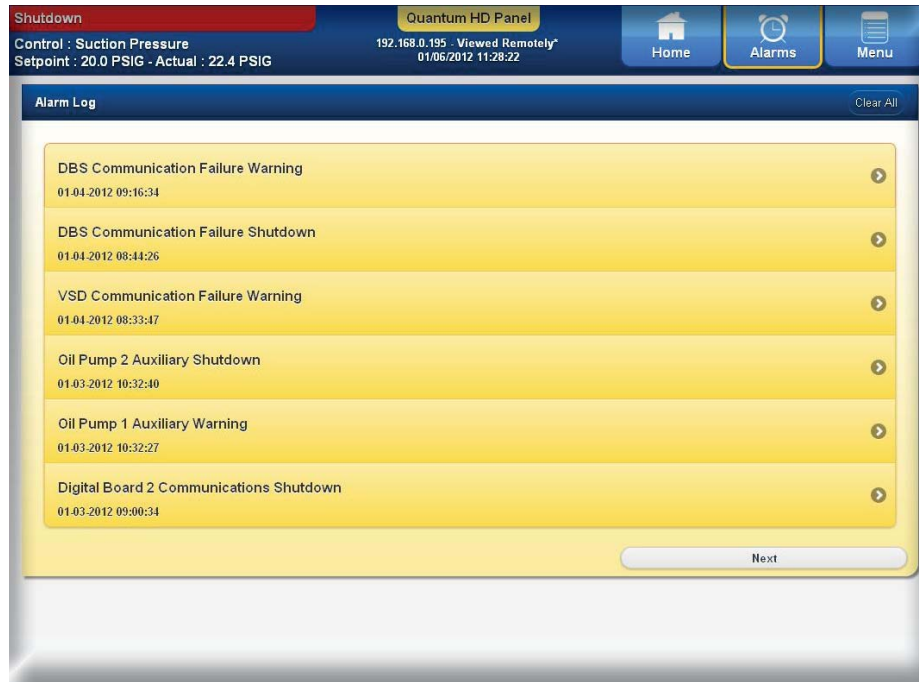 Shutdown
Control : Suction Pressure
Setpoint : 20.0 PSIG - Actual : 22.4 PSIG
Quantum HD Panel
192.168.0.195 - Viewed Remotely*
01/06/2012 11:28:22
Home
Alarms
Menu
Alarm Log
Clear All
DBS Communication Failure Warning
01-04-2012 09:16:34
DBS Communication Failure Shutdown
01-04-2012 08:44:26
VSD Communication Failure Warning
01-04-2012 08:33:47
Oil Pump 2 Auxiliary Shutdown
01-03-2012 10:32:40
Oil Pump 1 Auxiliary Warning
01-03-2012 10:32:27
Digital Board 2 Communications Shutdown
01-03-2012 09:00:34
Next